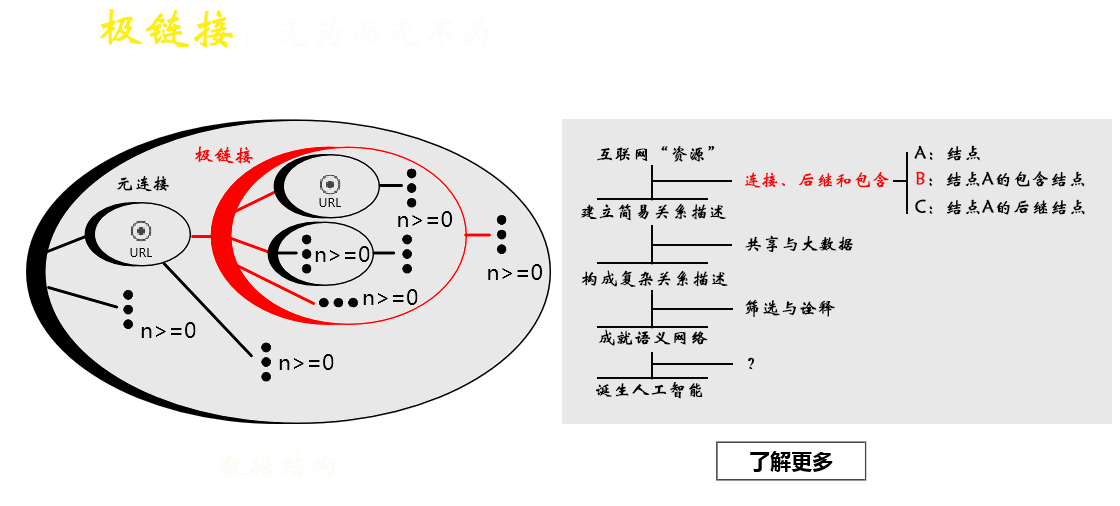 极链接：无为而无不为
极链接
元连接
URL
URL
n>=0
n>=0
n>=0
n>=0
n>=0
n>=0
数据结构
互联网“资源”
连接、后继和包含
A：结点
B：结点A的包含结点
C：结点A的后继结点
建立简易关系描述
共享与大数据
构成复杂关系描述
筛选与诠释
成就语义网络
？
诞生人工智能
了解更多